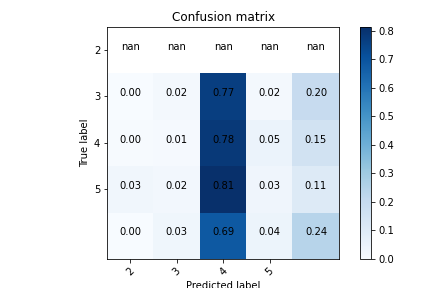 Confusion matrix
2 nan nan nan nan nan
3 0.00 0.02 0.77 0.02 0.20
4 0.00 0.01 0.78 0.05 0.15
5 0.03 0.02 0.81 0.03 0.11
0.00 0.03 0.69 0.04 0.24
2 3 4 5
Predicted label
True label
0.8
0.7
0.6
0.5
0.4
0.3
0.2
0.1
0.0